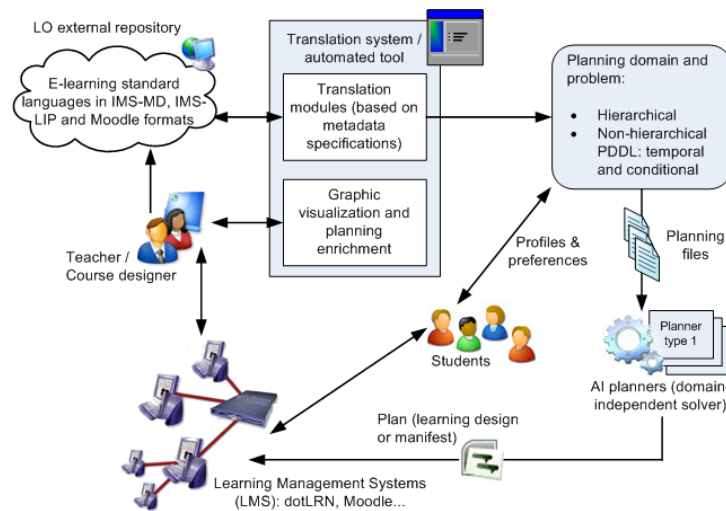 LO external repository
E-learning standard
languages in IMS-MD, IMS-
LIP and Moodle formats
Translation system /
automated tool
Translation
modules (based on
metadata
specifications)
Graphic
visualization and
planning
enrichment
Planning domain and
problem:
• Hierarchical
• Non-hierarchical
PDDL: temporal
and conditional
Teacher /
Course designer
Profiles &
preferences
Planning
files
Students
Planner
type 1
AI planners (domain-
independent solver)
Plan (learning design
or manifest)
Learning Management Systems
(LMS): dotLRN, Moodle...